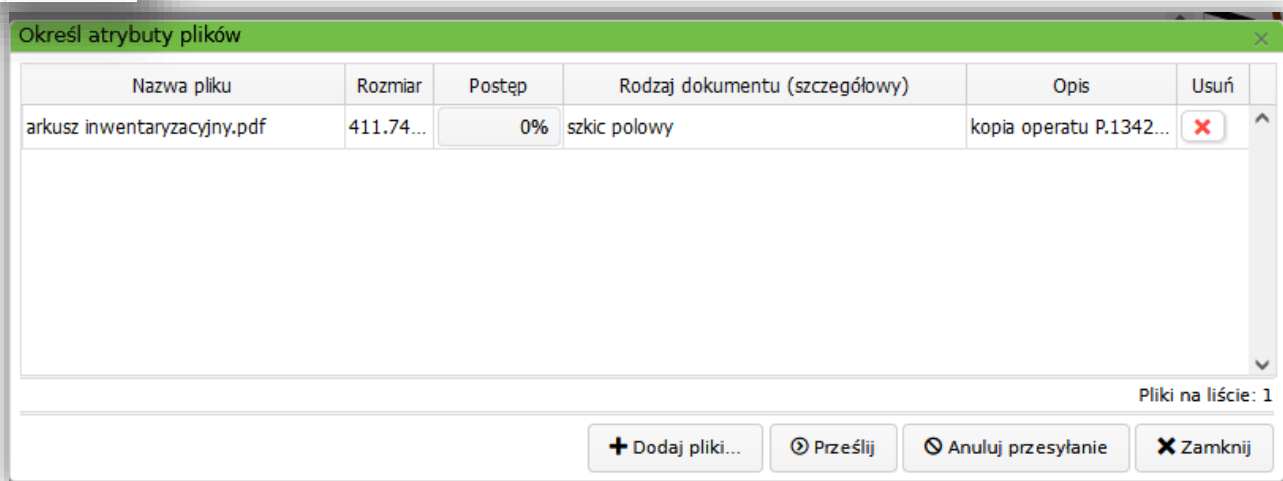 Określ atrybuty plików
Nazwa pliku Rozmiar Postęp Rodzaj dokumentu (szczegółowy) Opis Usuń
arkusz inwentaryzacyjny.pdf 411.74... 0% szkic polowy kopia operatu P.1342...
Pliki na liście: 1
Dodaj pliki... Prześlij Anuluj przesyłanie Zamknij